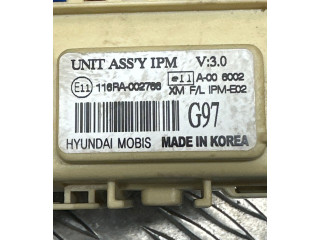 UNIT ASS'Y IPM V:3.0
E11 116RA-002766 e11 A-00 6002
XM F/L IPM-E02
G97
HYUNDAI MOBIS MADE IN KOREA